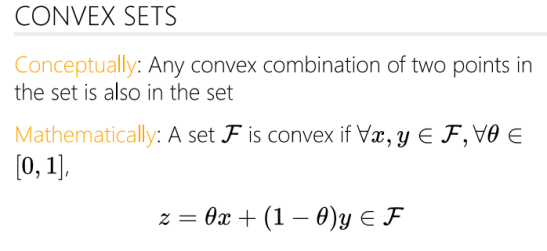 CONVEX SETS
Conceptually: Any convex combination of two points in
the set is also in the set
Mathematically: A set ℱ is convex if ∀x, y ∈ ℱ, ∀θ ∈
[0, 1],
z = θx + (1 − θ)y ∈ ℱ